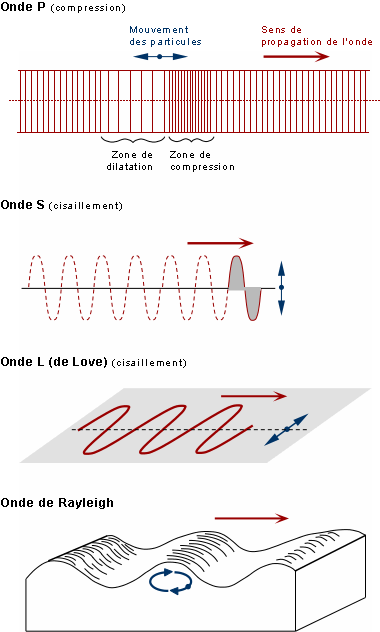 Onde P (compression)
Mouvement
des particules
Sens de
propagation de l'onde
Zone de
dilatation
Zone de
compression
Onde S (cisaillement)
Onde L (de Love) (cisaillement)
Onde de Rayleigh